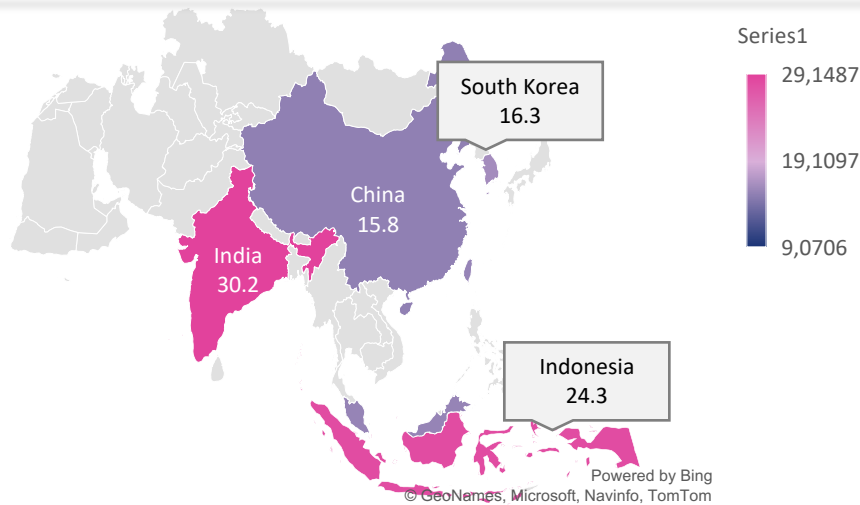 Series1
29,1487
19,1097
9,0706
South Korea
16.3
China
15.8
India
30.2
Indonesia
24.3
Powered by Bing
© GeoNames, Microsoft, Navinfo, TomTom